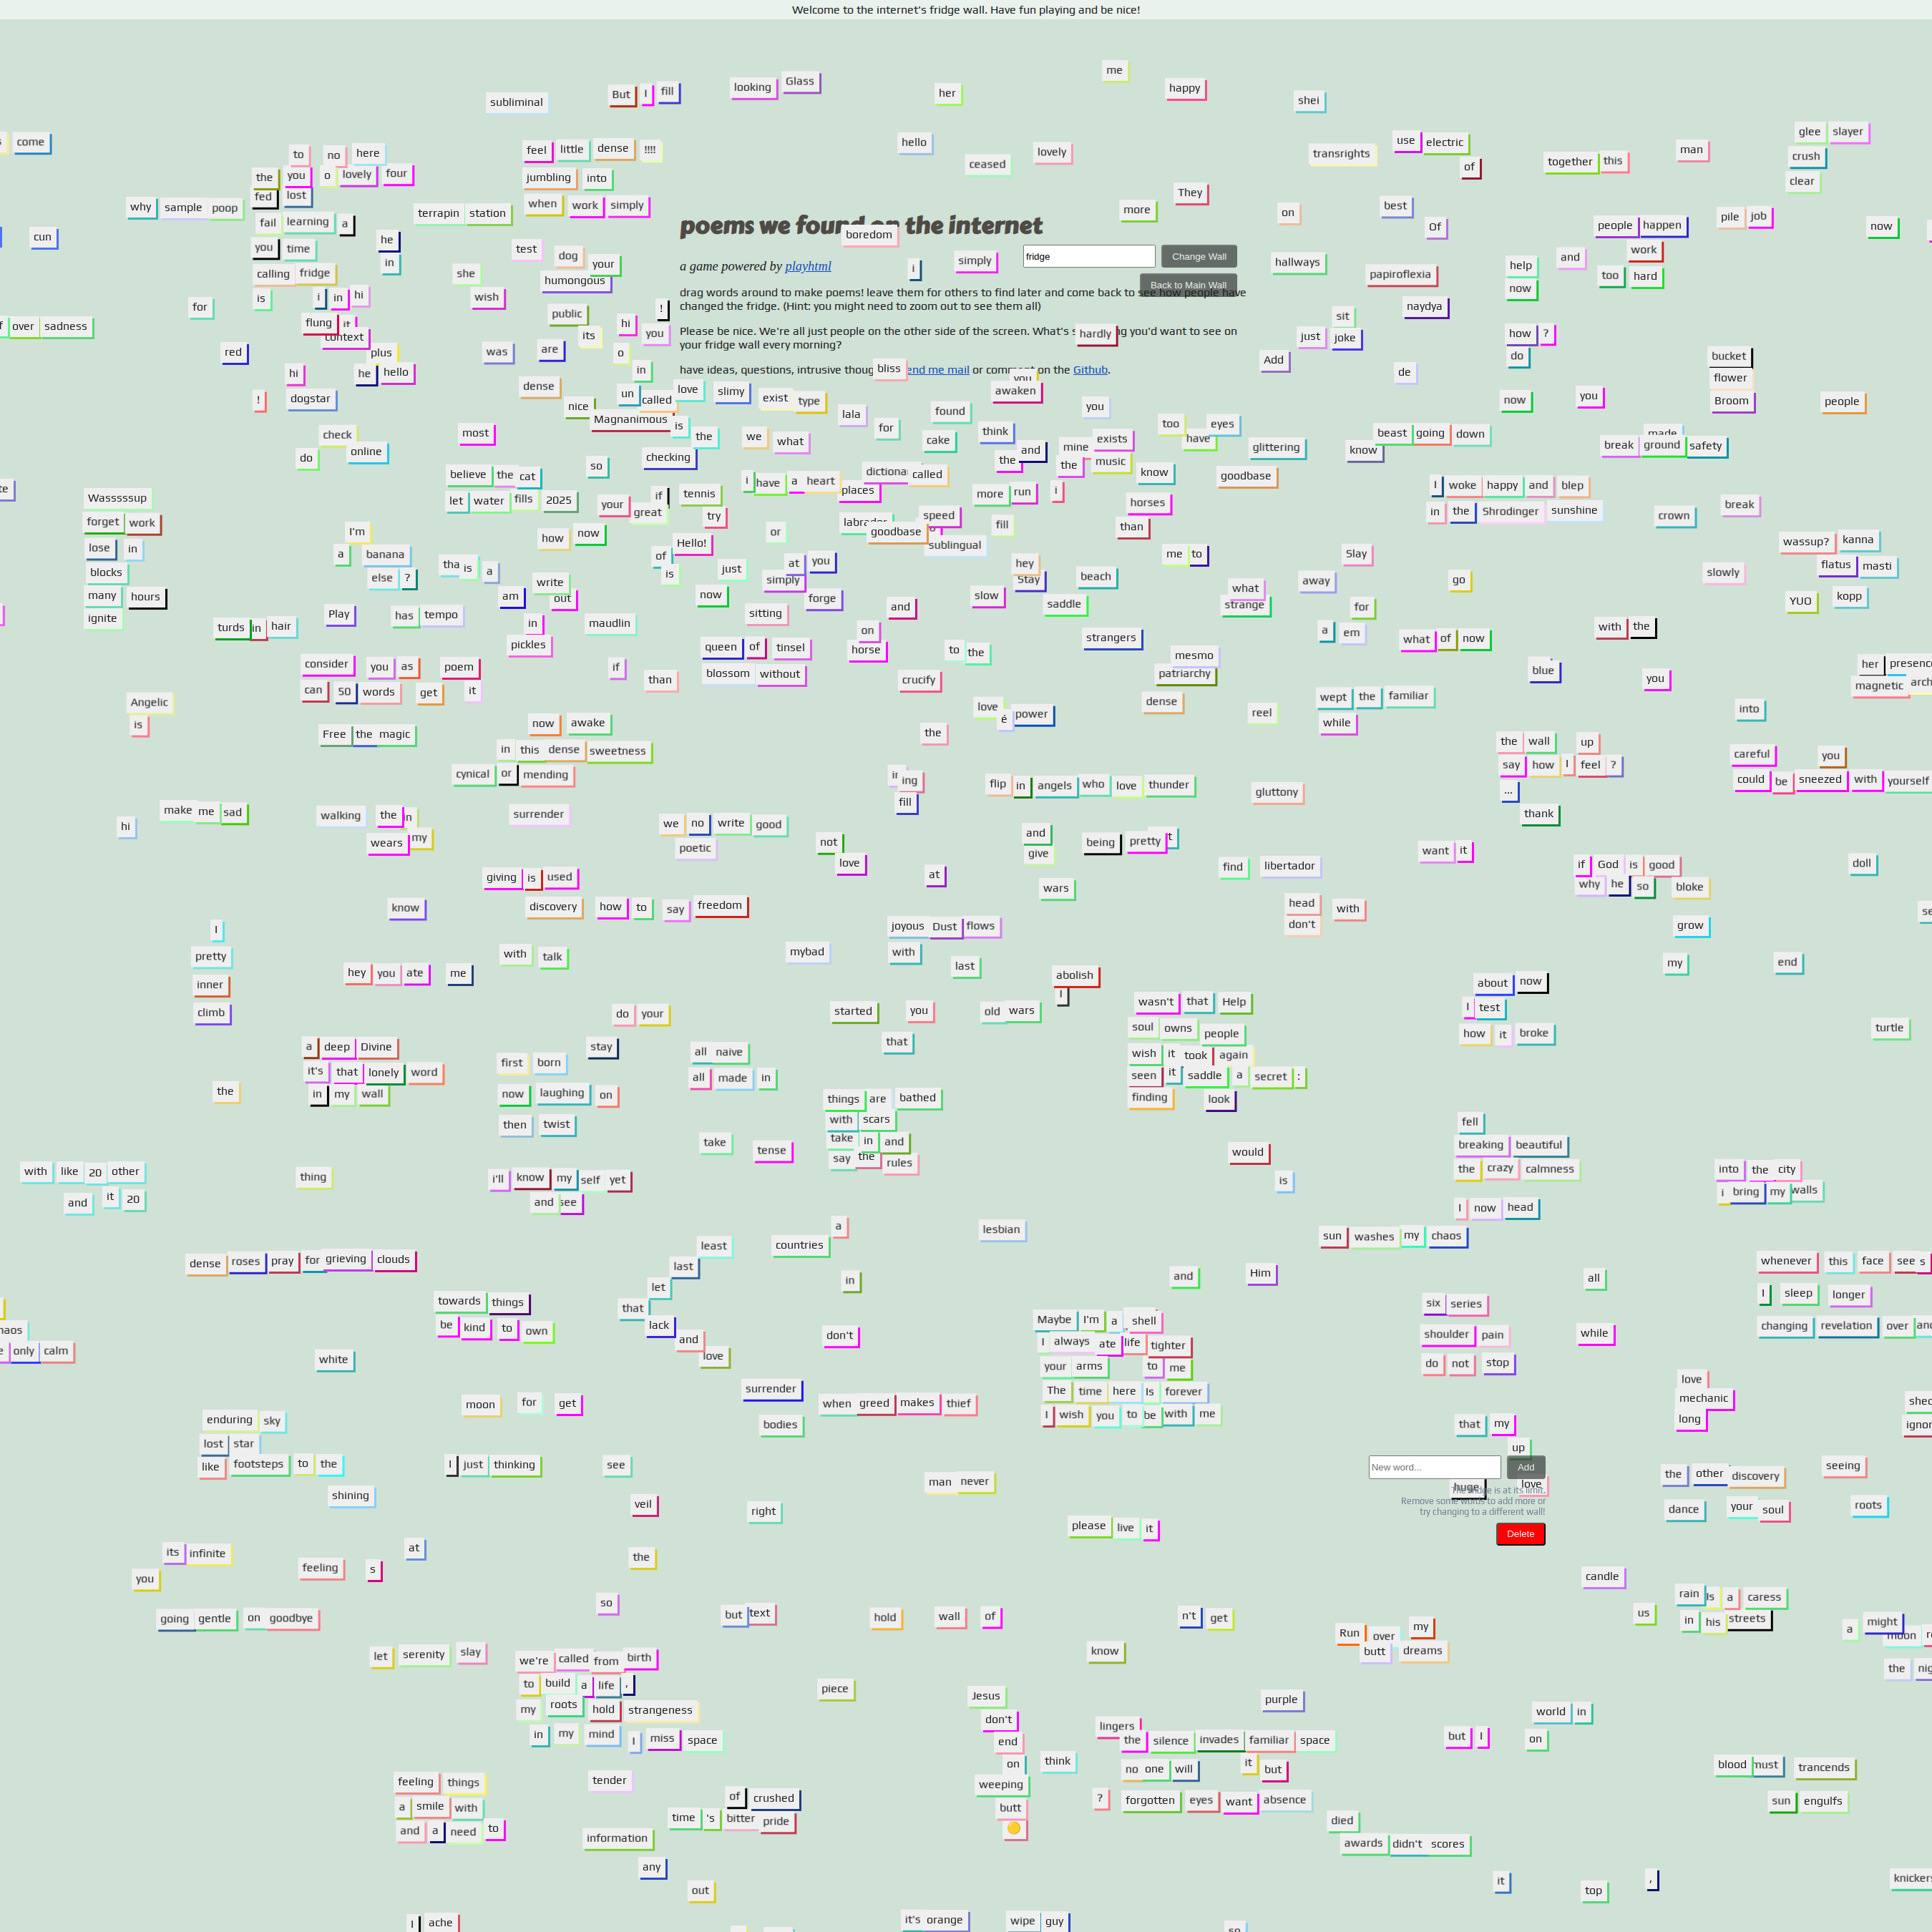 Welcome to the internet's fridge wall. Have fun playing and be nice!
me
subliminal But I fill looking Glass her happy shei
come
to no here
feel little dense !!!!
hello ceased lovely
transrights use electric of
together this man
glee slayer
crush
clear
the you o lovely four
jumbling into
fed lost
why sample poop
when work simply
terrapin station
They
more on best Of
people happen pile job now
fail learning a
poems we found on the internet
boredom
cun
you time he in
test dog your
a game powered by playhtml
i simply
fridge
Change Wall
Back to Main Wall
hallways
papiroflexia
help
now
and work
too hard
calling fridge
she humongous
is i in hi
for wish public
drag words around to make poems! leave them for others to find later and come back to see how people have
changed the fridge. (Hint: you might need to zoom out to see them all)
naydya
over sadness
flung it
context
plus
its hi you !
Please be nice. We're all just people on the other side of the screen. What's
hardly
you'd want to see on
your fridge wall every morning?
sit
just joke
how ?
do
red was are o in
Add
bucket
flower
Broom
hi he hello
have ideas, questions, intrusive
bliss
end me mail or comment on the Github.
de
! dogstar
dense nice un called love slimy exist type
you
awaken
you
now you people
Magnanimous is the
lala for found
check
do online
most
we what
cake think and
the mine exists
the music know
too have eyes
glittering
know
beast going down
made
break ground safety
checking
believe the cat
so
i have a heart
places
called
goodbase
let water fills 2025
your great if tennis
more run i
horses
I woke happy and blep
in the Shrodinger sunshine
Wasssssup
forget work
lose in
blocks
many hours
ignite
try or
goodbase
speed
sublingual
fill than
crown break
I'm
a banana
else ?
how now
of Hello!
is just
at you
simply
hey
Stay beach
me to
Slay
wassup? kanna
flatus masti
YUO kopp
slowly
tha is a
am write out
now forge
slow saddle
what
strange
away for go
turds in hair
Play has tempo
in maudlin
pickles
sitting
and
on
horse
strangers
a em
what of now
with the
consider you as poem
can 50 words get it
if
queen of tinsel
blossom without
than
to the
crucify
mesmo
patriarchy
dense
blue you
her presence
magnetic
Angelic
is
love é power
reel
wept the familiar
while
into
Free the magic
now awake
in this dense sweetness
cynical or mending
the
the wall up
say how I feel ?
...
thank
careful you
could be sneezed with yourself
ing
fill
flip in angels who love thunder
gluttony
hi make me sad
walking the in
wears my
surrender
we no write good
poetic
not
love
and
give
being pretty
want it
giving is used
at wars
find libertador
if God is good
why he so bloke
doll
know
discovery how to say freedom
head
don't
with
grow
I
pretty
inner
climb
joyous Dust flows
with
mybad last
with talk
hey you ate me
abolish
I
my end
about now
I test
how it broke
do your
started you old wars
that
wasn't that Help
soul owns people
wish it took again
seen it saddle a secret :
finding look
turtle
a deep Divine
it's that lonely word
in my wall
the
first born stay
now laughing on
then twist
all naive
all made in
things are bathed
with scars
take in and
say the rules
take tense
fell
breaking beautiful
the crazy calmness
I now head
would
is
with like 20 other
and it 20
thing
i'll know my self yet
and see
into the city
i bring my walls
a
countries
least
last
let
that
lack
and
love
lesbian
sun washes my chaos
dense roses pray for grieving clouds
in
and Him
all
whenever this face see s
I sleep longer
changing revelation over and
towards things
be kind to own
don't
Maybe I'm a shell
I always ate life tighter
your arms to me
The time here Is forever
I wish you to be with me
six series
shoulder pain
do not stop
while
only calm
white
love
mechanic
long
surrender
bodies
when greed makes thief
moon for get
enduring sky
lost star
like footsteps to the
shining
that my
up
I just thinking
see
man never
New word...
Add
huge love
The fridge is at its limit.
Remove some words to add more or
try changing to a different wall!
Delete
the other discovery
dance your soul
seeing
roots
veil right
please live it
its infinite
you
feeling s at
the
candle
going gentle on goodbye
so
but text
hold wall of
n't get
us
rain Is a caress
in his streets
a might
moon
the
let serenity slay
we're called from birth
to build a life ,
my roots hold strangeness
in my mind I miss space
know
Run over my
butt dreams
piece
Jesus
don't
end
on
weeping
butt
think
purple
lingers
the silence invades familiar space
no one will it but
? forgotten eyes want absence
but I on
world in
tender
feeling things
a smile with
and a need to
of crushed
time 's bitter pride
information
blood must trancends
sun engulfs
died
awards didn't scores
any
out
it top ,
I ache
it's orange
wipe guy